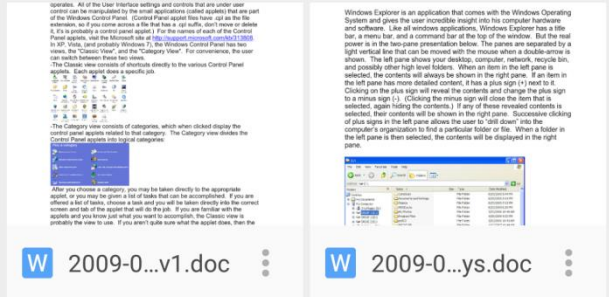 operates. All of the User Interface settings and controls that are under user
control can be manipulated by the small applications (called applets) that are part
of the Windows Control Panel. (Control Panel applet files have .cpl as the file
extension, so if you come across a file that has a .cpl suffix, don't move or delete
it, it's probably a control applet.) For the names of each of the Control
Panel applets, visit the Microsoft site at http://support.microsoft.com/kb/313808.
In XP, Vista, (and probably Windows 7), the Windows Control Panel has two
views, the "Classic View", and the "Category View". For convenience, the user
can switch between these two views.
-The Classic view consists of shortcuts directly to the various Control Panel
applets. Each applet does a specific job.
-The Category view consists of categories, which when clicked display the
control panel applets related to that category. The Category view divides the
Control Panel applets into logical categories:
After you choose a category, you may be taken directly to the appropriate
applet, or you may be given a list of tasks that can be accomplished. If you are
offered a list of tasks, choose a task and you will be taken directly into the correct
screen and tab of the applet that will do the job. If you are familiar with the
applets and you know just what you want to accomplish, the Classic view is
probably the view to use. If you aren't quite sure what the applet does, then the
2009-0...v1.doc
Windows Explorer is an application that comes with the Windows Operating
System and gives the user incredible insight into his computer hardware
and software. Like all windows applications, Windows Explorer has a title
bar, a menu bar, and a command bar at the top of the window. But the real
power is in the two-pane presentation below. The panes are separated by a
light vertical line that can be moved with the mouse when a double-arrow is
shown. The left pane shows your desktop, computer, network, recycle bin,
and possibly other high level folders. When an item in the left pane is
selected, the contents will always be shown in the right pane. If an item in
the left pane has more detailed content, it has a plus sign (+) next to it.
Clicking on the plus sign will reveal the contents and change the plus sign
to a minus sign (-). (Clicking the minus sign will close the item that is
selected, again hiding the contents.) If any of these revealed contents is
selected, their contents will be shown in the right pane. Successive clicking
of plus signs in the left pane allows the user to "drill down" into the
computer's organization to find a particular folder or file. When a folder in
the left pane is then selected, the contents will be displayed in the right
pane.
2009-0...ys.doc